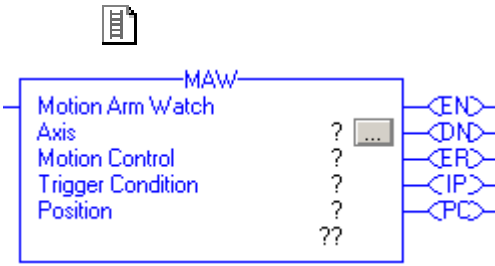 MAW
Motion Arm Watch EN
Axis ? ... DN
Motion Control ? ER
Trigger Condition ? IP
Position ? PC
??